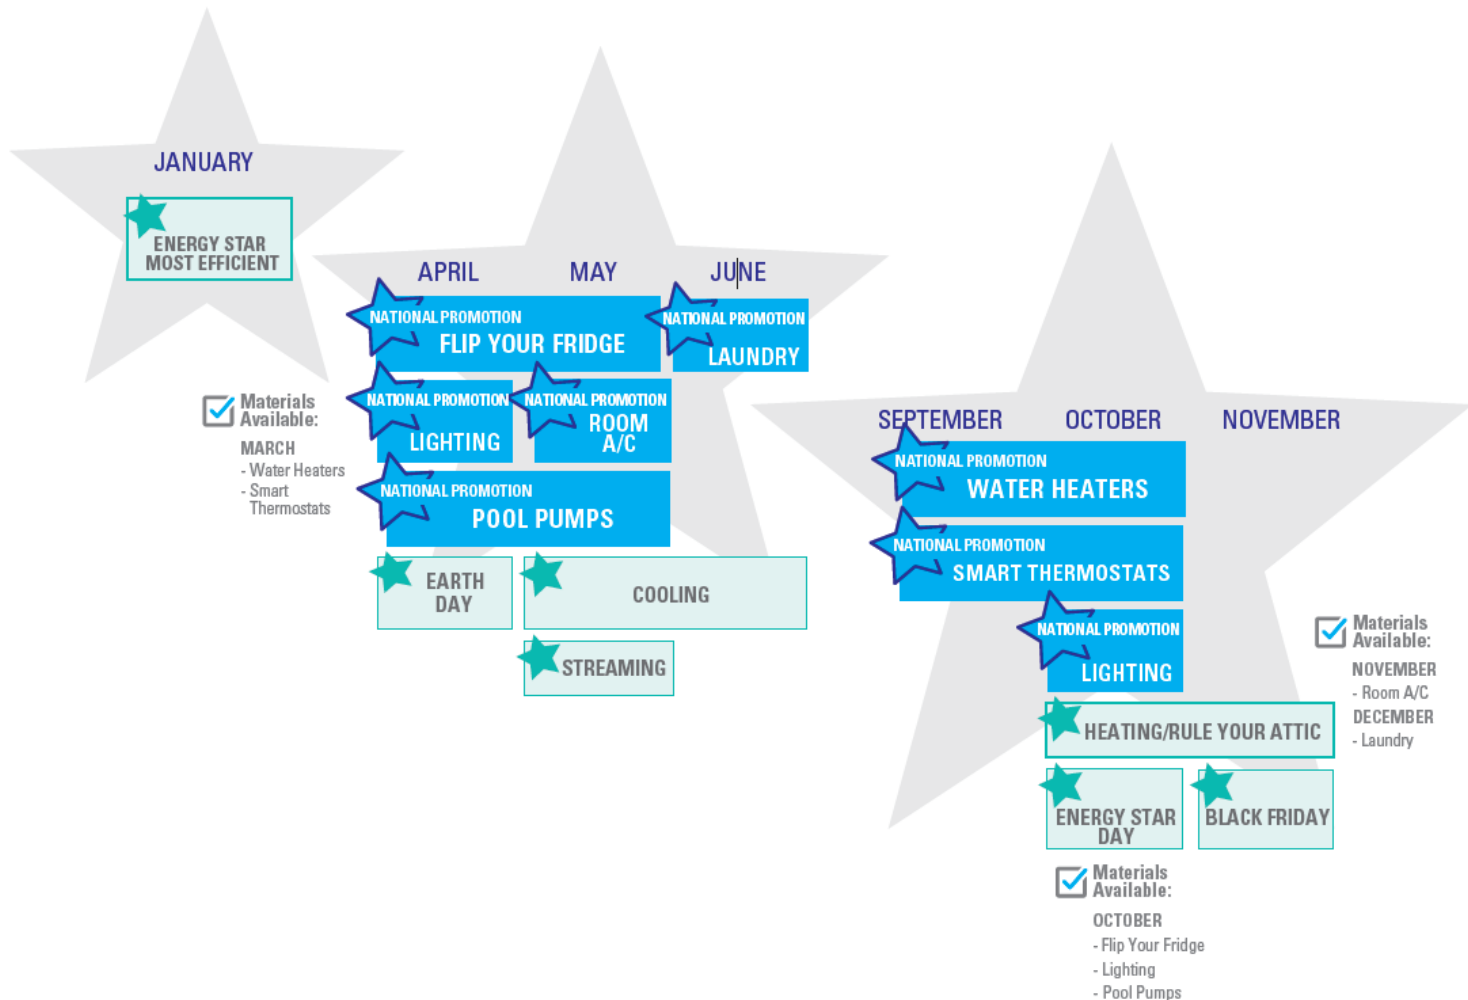 JANUARY
ENERGY STAR
MOST EFFICIENT
APRIL
MAY
JUNE
NATIONAL PROMOTION
FLIP YOUR FRIDGE
NATIONAL PROMOTION
LAUNDRY
NATIONAL PROMOTION
LIGHTING
NATIONAL PROMOTION
ROOM
A/C
NATIONAL PROMOTION
POOL PUMPS
EARTH
DAY
COOLING
STREAMING
Materials
Available:
MARCH
- Water Heaters
- Smart
Thermostats
SEPTEMBER
OCTOBER
NOVEMBER
NATIONAL PROMOTION
WATER HEATERS
NATIONAL PROMOTION
SMART THERMOSTATS
NATIONAL PROMOTION
LIGHTING
HEATING/RULE YOUR ATTIC
ENERGY STAR
DAY
BLACK FRIDAY
Materials
Available:
NOVEMBER
- Room A/C
DECEMBER
- Laundry
Materials
Available:
OCTOBER
- Flip Your Fridge
- Lighting
- Pool Pumps